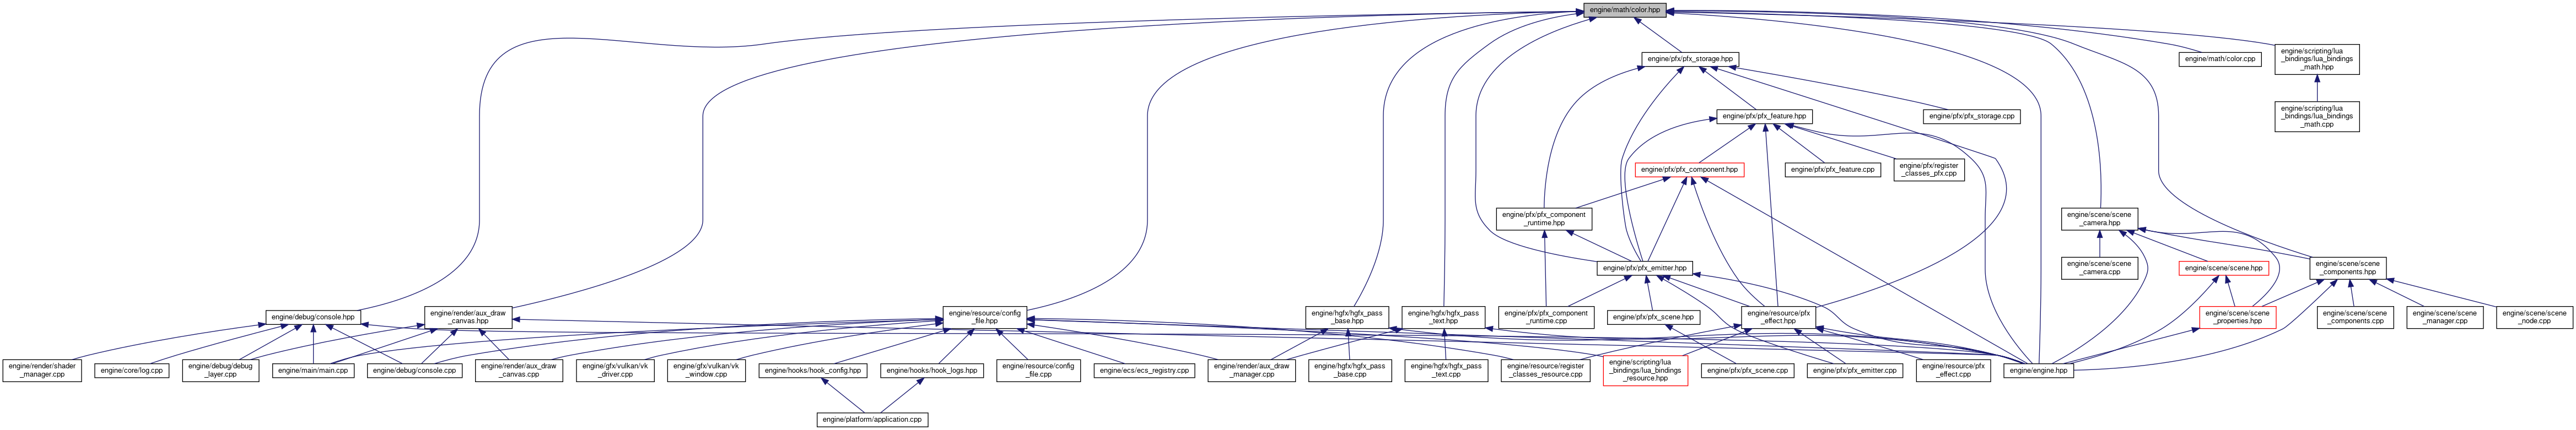 engine/math/color.hpp
engine/scripting/lua
_bindings/lua_bindings
_math.hpp
engine/pfx/pfx_storage.hpp
engine/math/color.cpp
engine/pfx/pfx_feature.hpp
engine/pfx/pfx_storage.cpp
engine/scripting/lua
_bindings/lua_bindings
_math.cpp
engine/pfx/pfx_component.hpp
engine/pfx/pfx_feature.cpp
engine/pfx/register
_classes_pfx.cpp
engine/pfx/pfx_component
_runtime.hpp
engine/scene/scene
_camera.hpp
engine/pfx/pfx_emitter.hpp
engine/scene/scene
_camera.cpp
engine/scene/scene.hpp
engine/scene/scene
_components.hpp
engine/debug/console.hpp
engine/render/aux_draw
_canvas.hpp
engine/resource/config
_file.hpp
engine/hgfx/hgfx_pass
_base.hpp
engine/hgfx/hgfx_pass
_text.hpp
engine/pfx/pfx_component
_runtime.cpp
engine/pfx/pfx_scene.hpp
engine/resource/pfx
_effect.hpp
engine/scene/scene
_properties.hpp
engine/scene/scene
_components.cpp
engine/scene/scene
_manager.cpp
engine/scene/scene
_node.cpp
engine/render/shader
_manager.cpp
engine/core/log.cpp
engine/debug/debug
_layer.cpp
engine/main/main.cpp
engine/debug/console.cpp
engine/render/aux_draw
_canvas.cpp
engine/gfx/vulkan/vk
_driver.cpp
engine/gfx/vulkan/vk
_window.cpp
engine/hooks/hook_config.hpp
engine/hooks/hook_logs.hpp
engine/resource/config
_file.cpp
engine/ecs/ecs_registry.cpp
engine/render/aux_draw
_manager.cpp
engine/hgfx/hgfx_pass
_base.cpp
engine/hgfx/hgfx_pass
_text.cpp
engine/resource/register
_classes_resource.cpp
engine/scripting/lua
_bindings/lua_bindings
_resource.hpp
engine/pfx/pfx_scene.cpp
engine/pfx/pfx_emitter.cpp
engine/resource/pfx
_effect.cpp
engine/engine.hpp
engine/platform/application.cpp